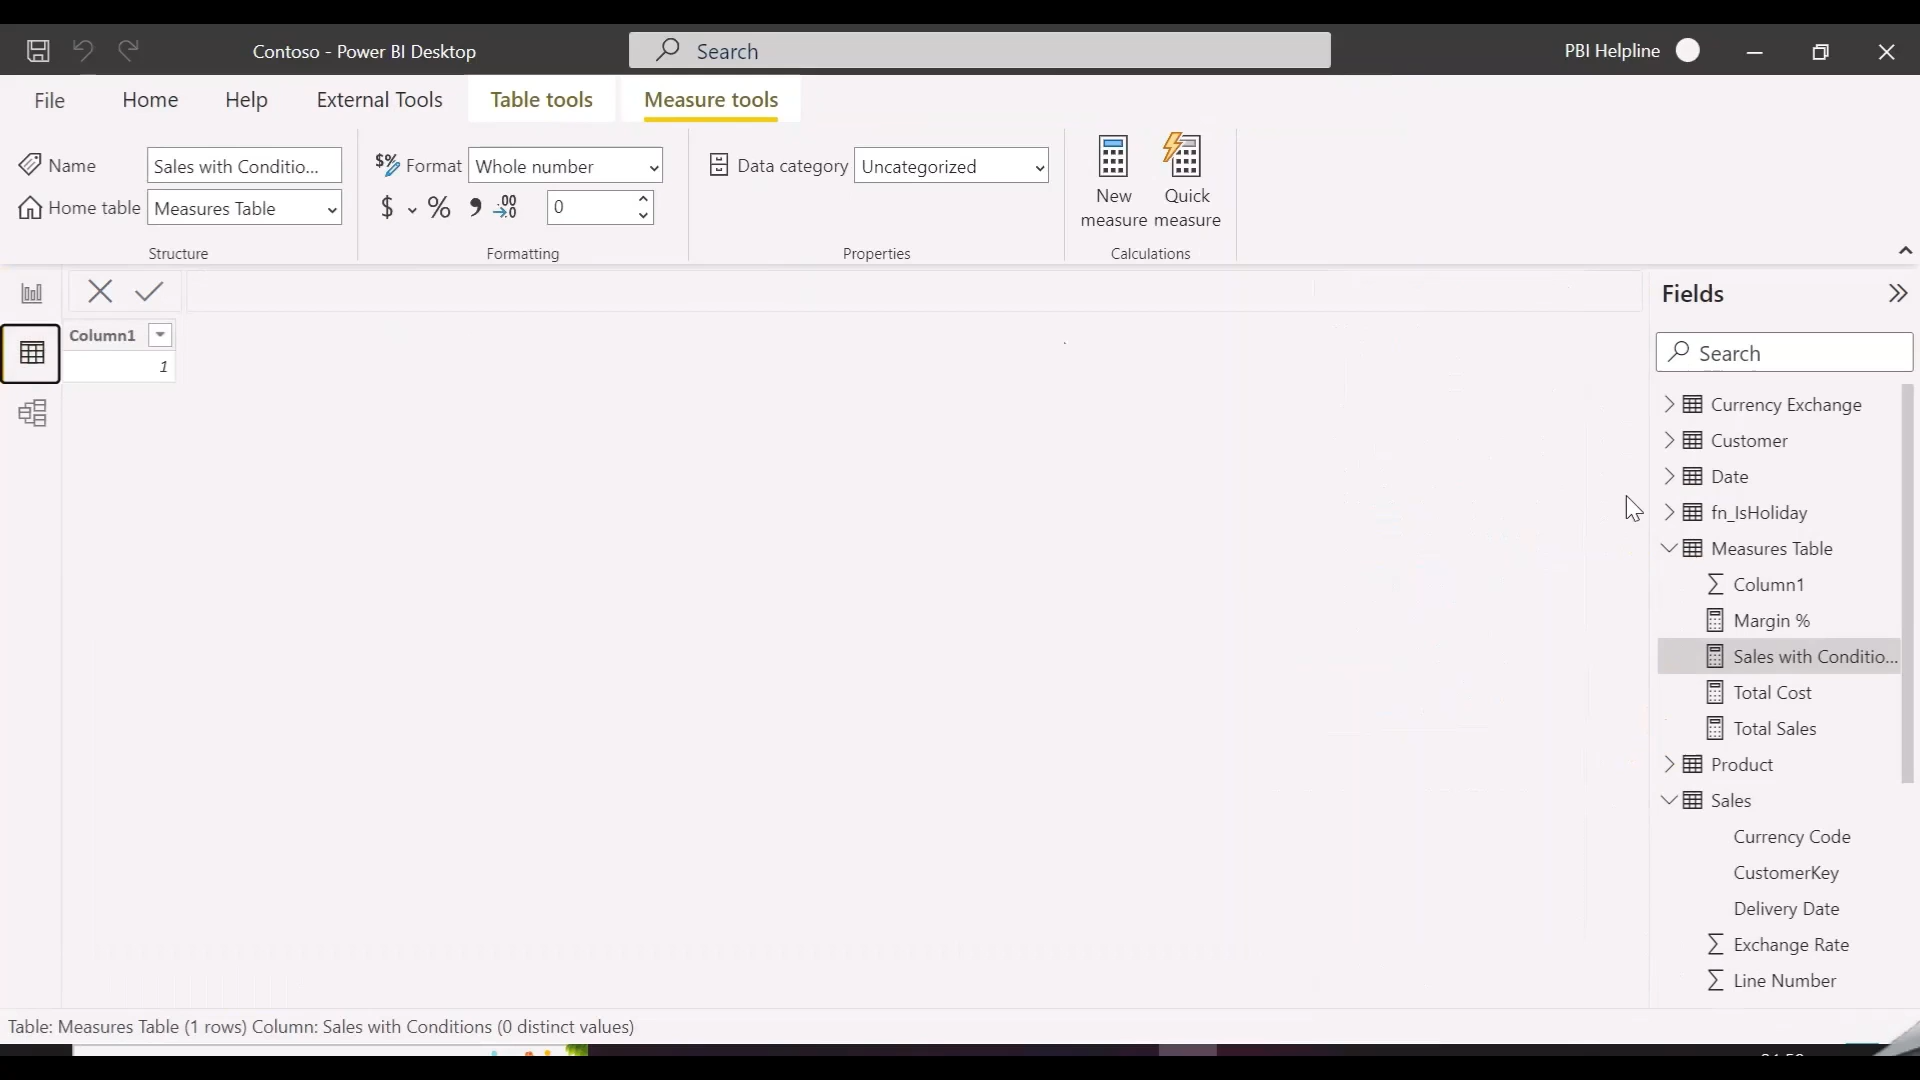 Contoso - Power BI Desktop
Search
PBI Helpline
File
Home
Help
External Tools
Table tools
Measure tools
Name
Sales with Conditio...
Format
Whole number
Data category
Uncategorized
Home table
Measures Table
$
%
0
New measure
Quick measure
Structure
Formatting
Properties
Calculations
Column1
1
Fields
Search
Currency Exchange
Customer
Date
fn_IsHoliday
Measures Table
Column1
Margin %
Sales with Conditio...
Total Cost
Total Sales
Product
Sales
Currency Code
CustomerKey
Delivery Date
Exchange Rate
Line Number
Table: Measures Table (1 rows) Column: Sales with Conditions (0 distinct values)